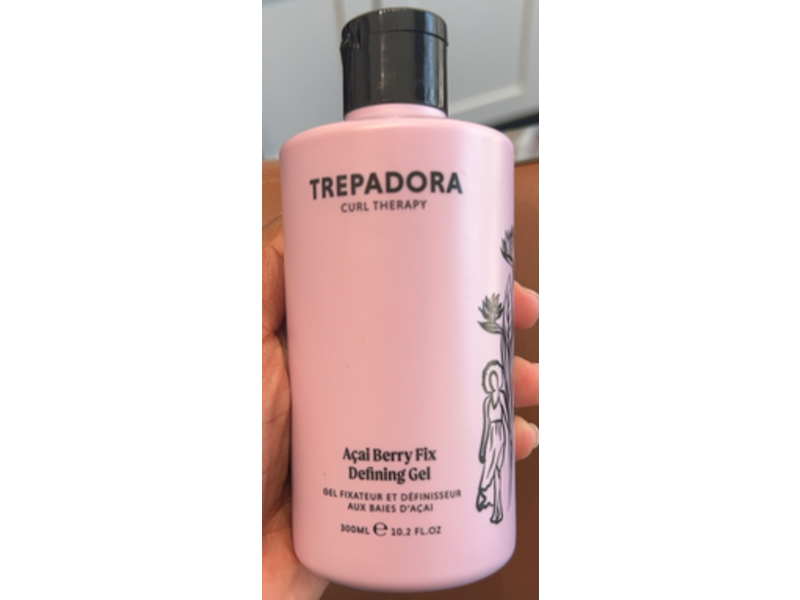 TREPADORA
CURL THERAPY
Açai Berry Fix
Defining Gel
GEL FIXATEUR ET DÉFINISSEUR
AUX BAIES D'AÇAI
300ML ℮ 10.2 FL.OZ